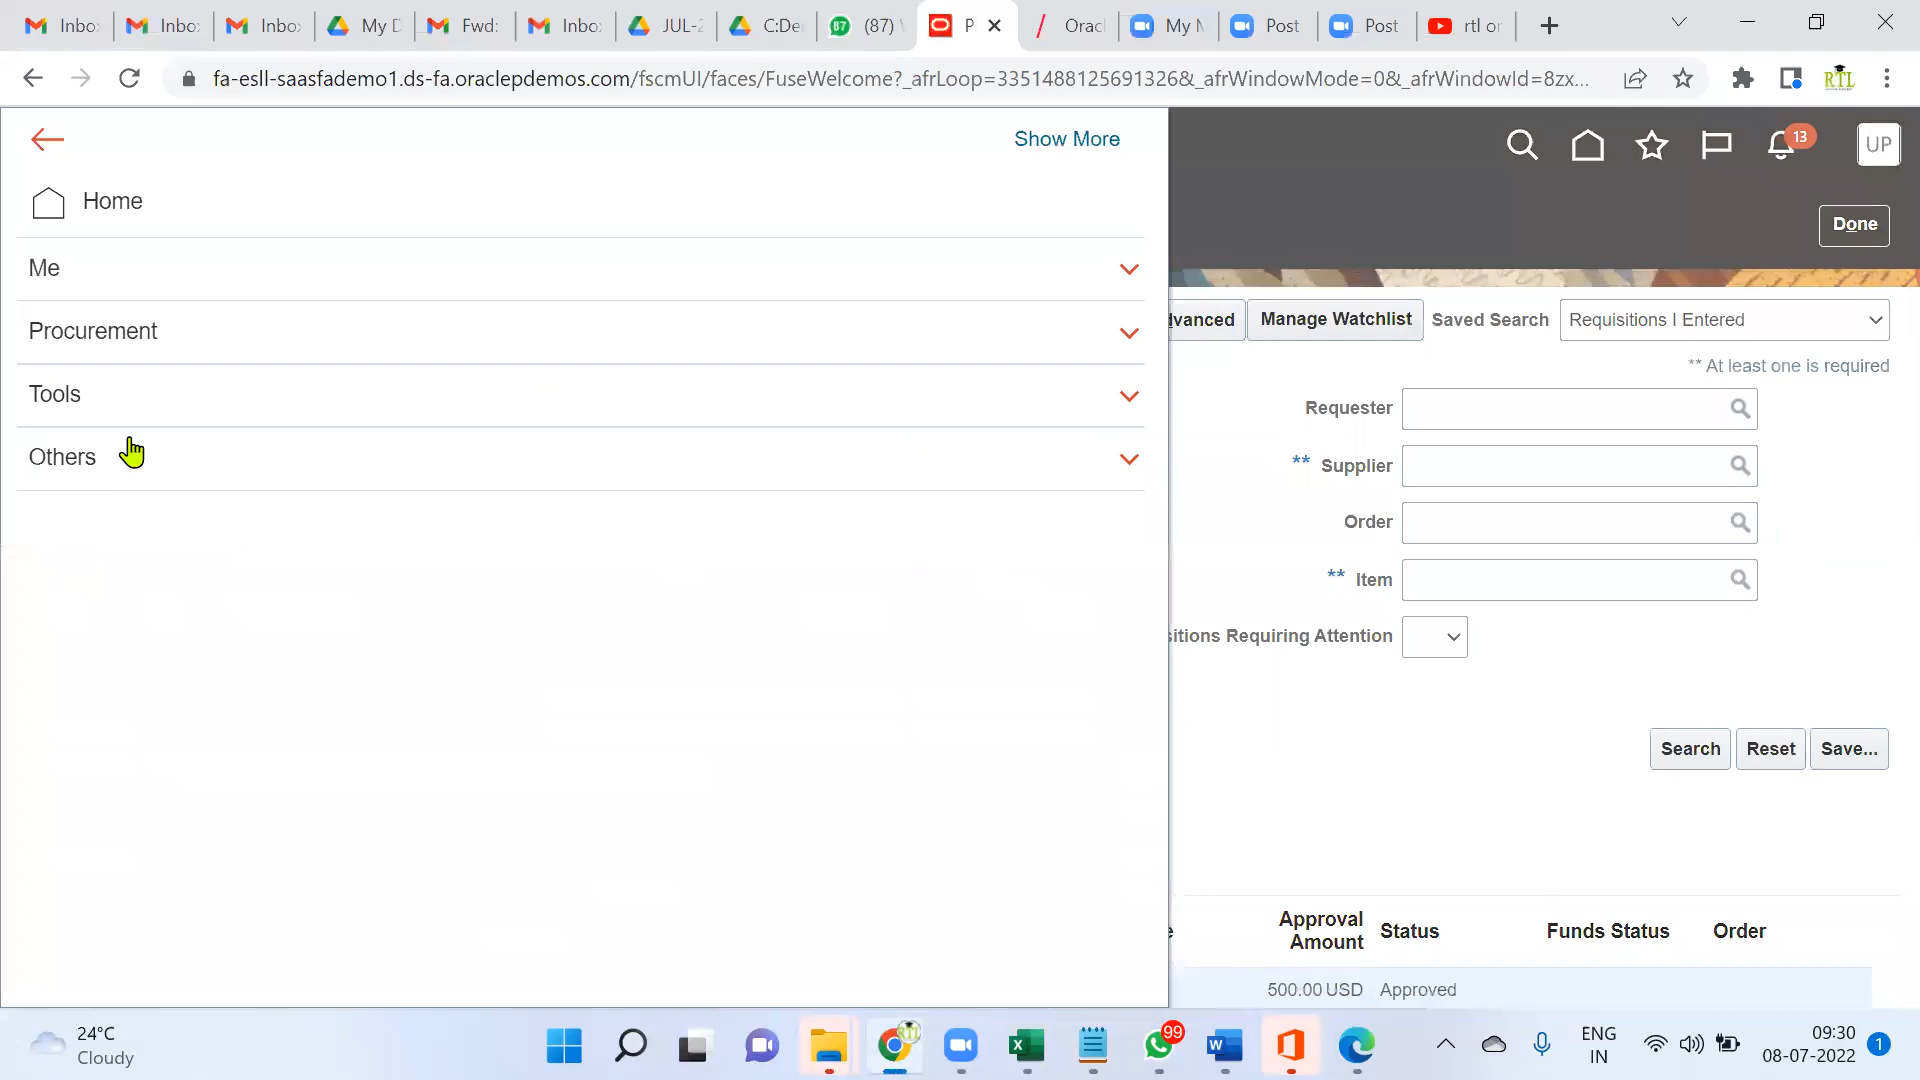 Inbo
Inbo
Inbo
My D
Fwd:
Inbo
JUL-2
C:De
(87)
P
Orac
My M
Post
Post
rtl or
fa-esll-saasfademo1.ds-fa.oraclepdemos.com/fscmUI/faces/FuseWelcome?_afrLoop=3351488125691326&_afrWindowMode=0&_afrWindowId=8zx...
RTL
Show More
13
UP
Home
Done
Me
Procurement
Tools
Others
dvanced
Manage Watchlist
Saved Search
Requisitions I Entered
** At least one is required
Requester
** Supplier
Order
** Item
sitions Requiring Attention
Search
Reset
Save...
Approval Amount
Status
Funds Status
Order
500.00 USD
Approved
24°C
Cloudy
99
ENG
IN
09:30
08-07-2022
1